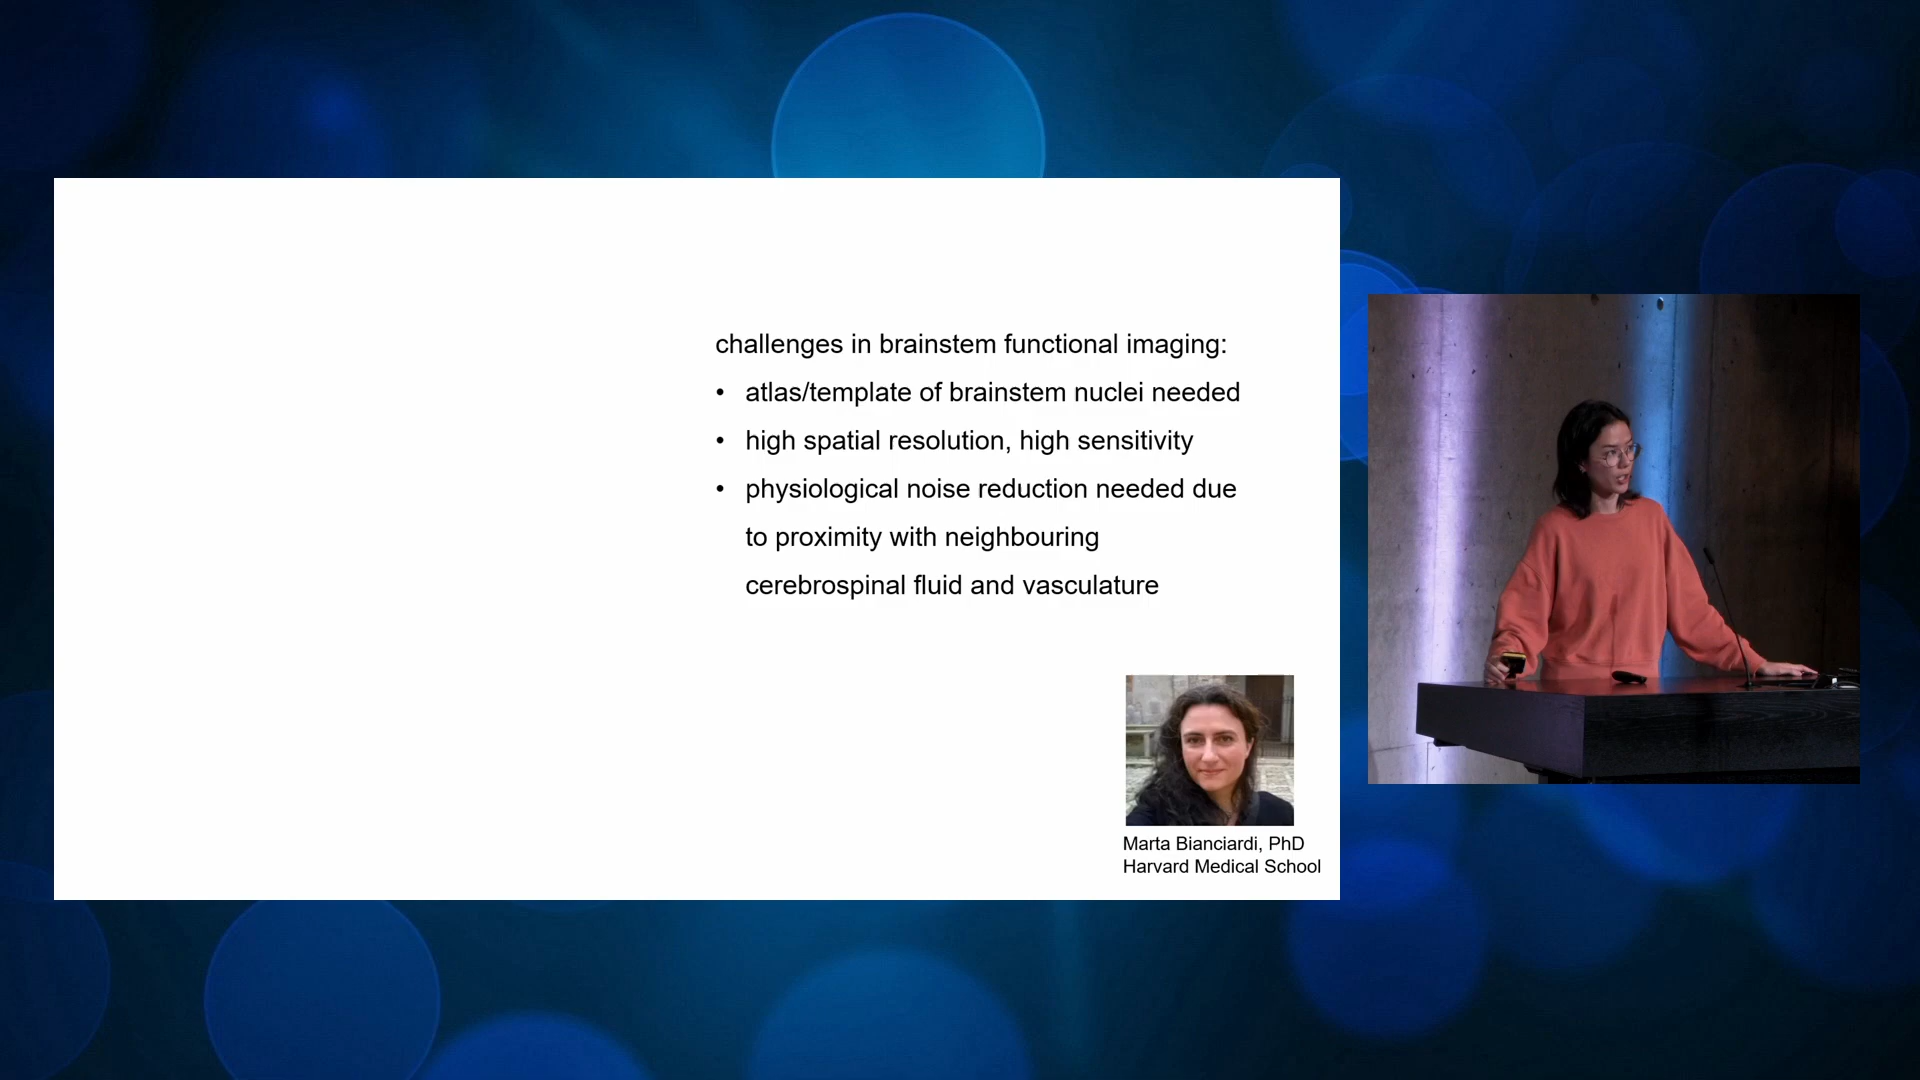 challenges in brainstem functional imaging:
• atlas/template of brainstem nuclei needed
• high spatial resolution, high sensitivity
• physiological noise reduction needed due
to proximity with neighbouring
cerebrospinal fluid and vasculature
Marta Bianciardi, PhD
Harvard Medical School